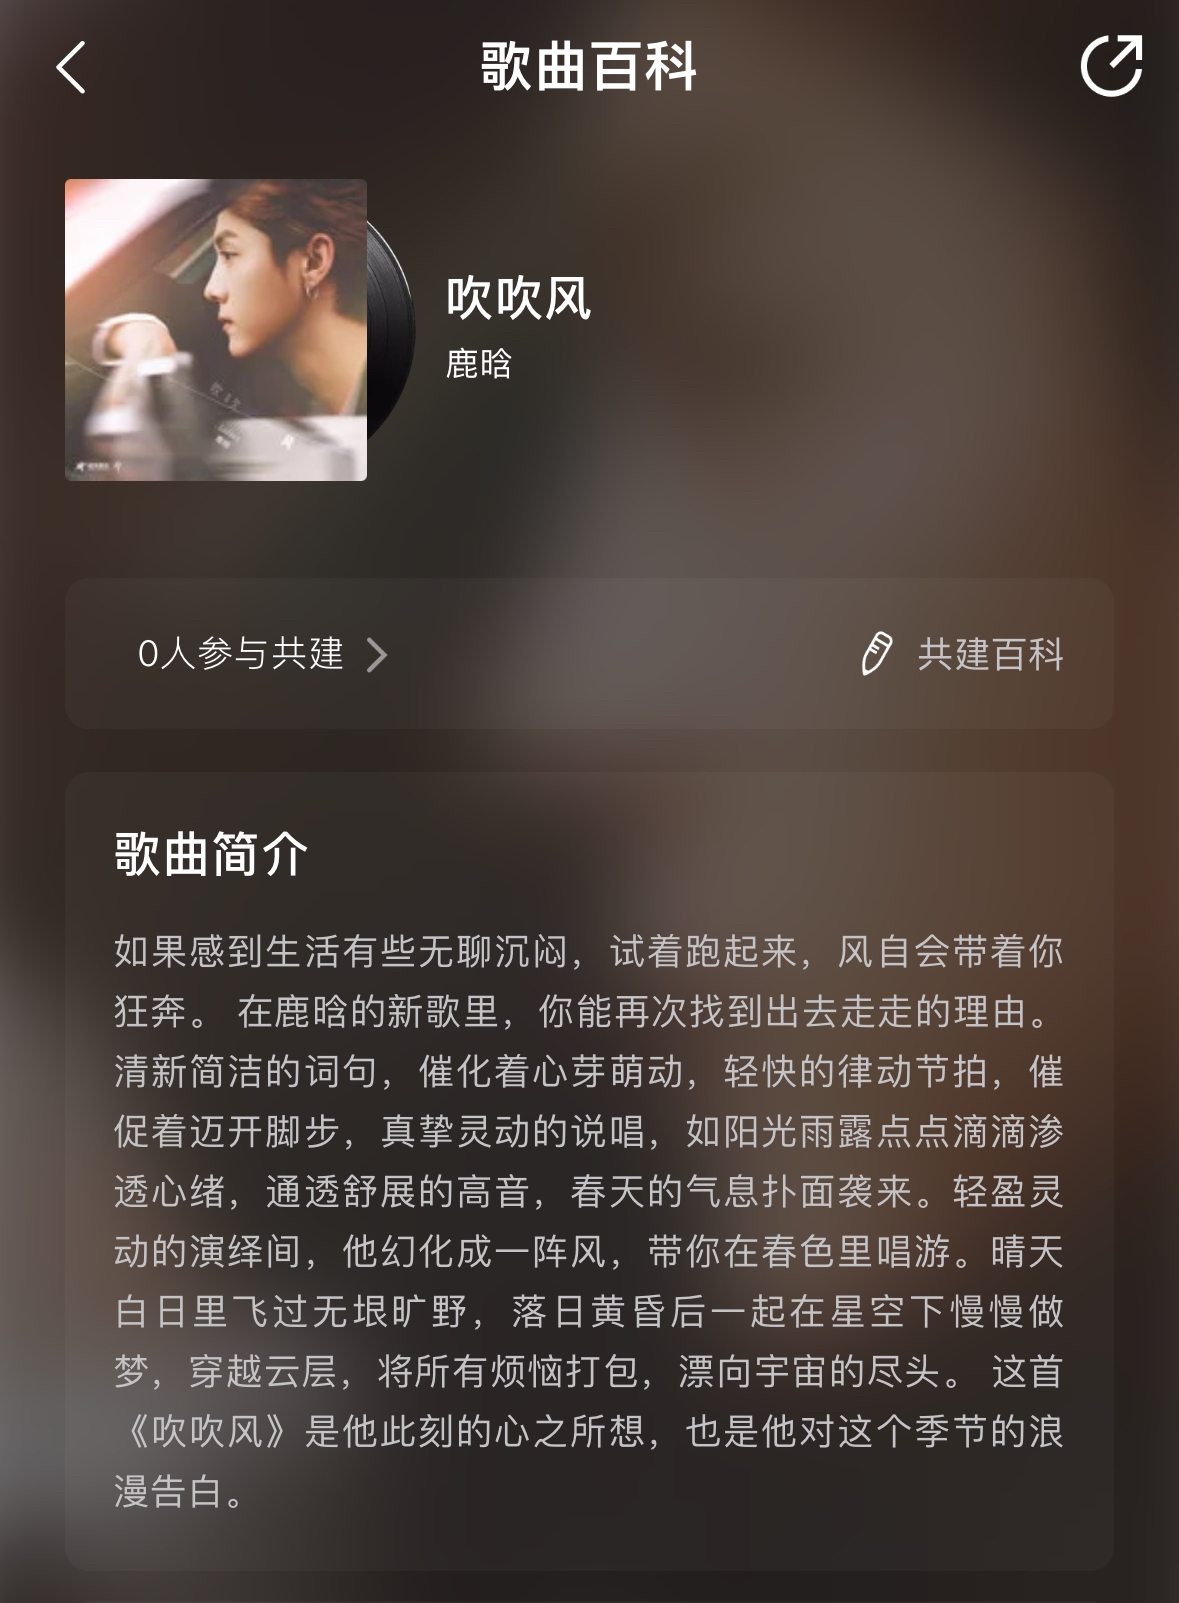 歌曲百科
吹吹风
鹿晗
0人参与共建
共建百科
歌曲简介
如果感到生活有些无聊沉闷，试着跑起来，风自会带着你
狂奔。 在鹿晗的新歌里，你能再次找到出去走走的理由。
清新简洁的词句，催化着心芽萌动，轻快的律动节拍，催
促着迈开脚步，真挚灵动的说唱，如阳光雨露点点滴滴渗
透心绪，通透舒展的高音，春天的气息扑面袭来。轻盈灵
动的演绎间，他幻化成一阵风，带你在春色里唱游。晴天
白日里飞过无垠旷野，落日黄昏后一起在星空下慢慢做
梦，穿越云层，将所有烦恼打包，漂向宇宙的尽头。 这首
《吹吹风》是他此刻的心之所想，也是他对这个季节的浪
漫告白。